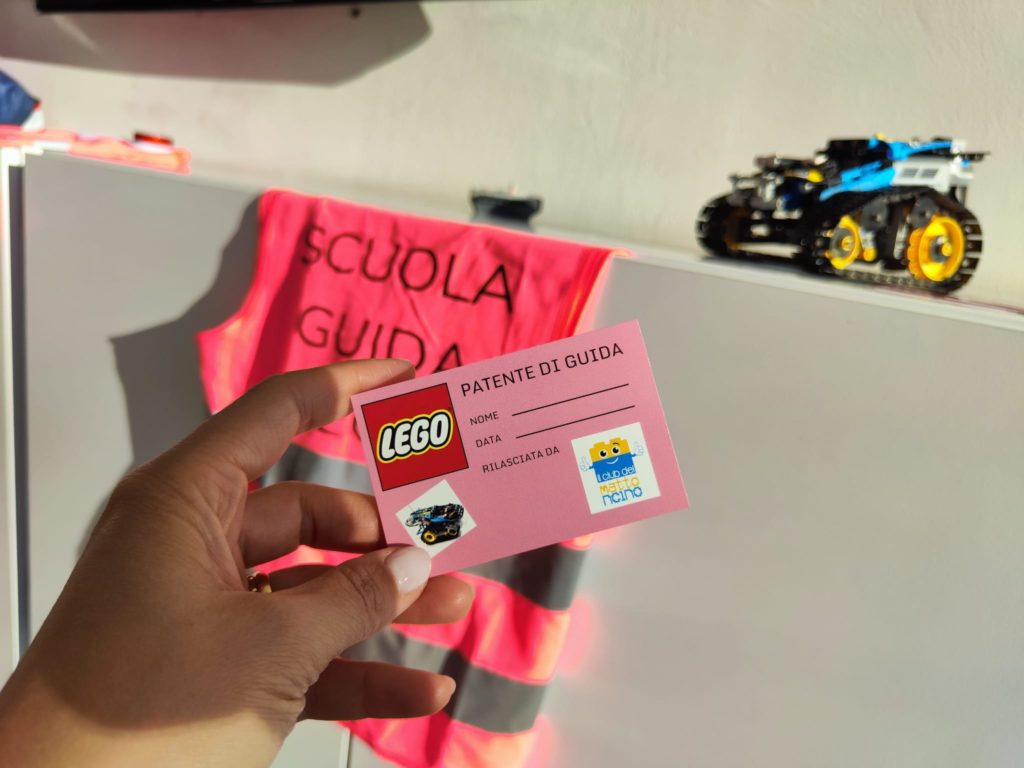 SCUOLA
GUIDA
LEGO
PATENTE DI GUIDA
NOME
DATA
RILASCIATA DA
il club del
matto
ncino